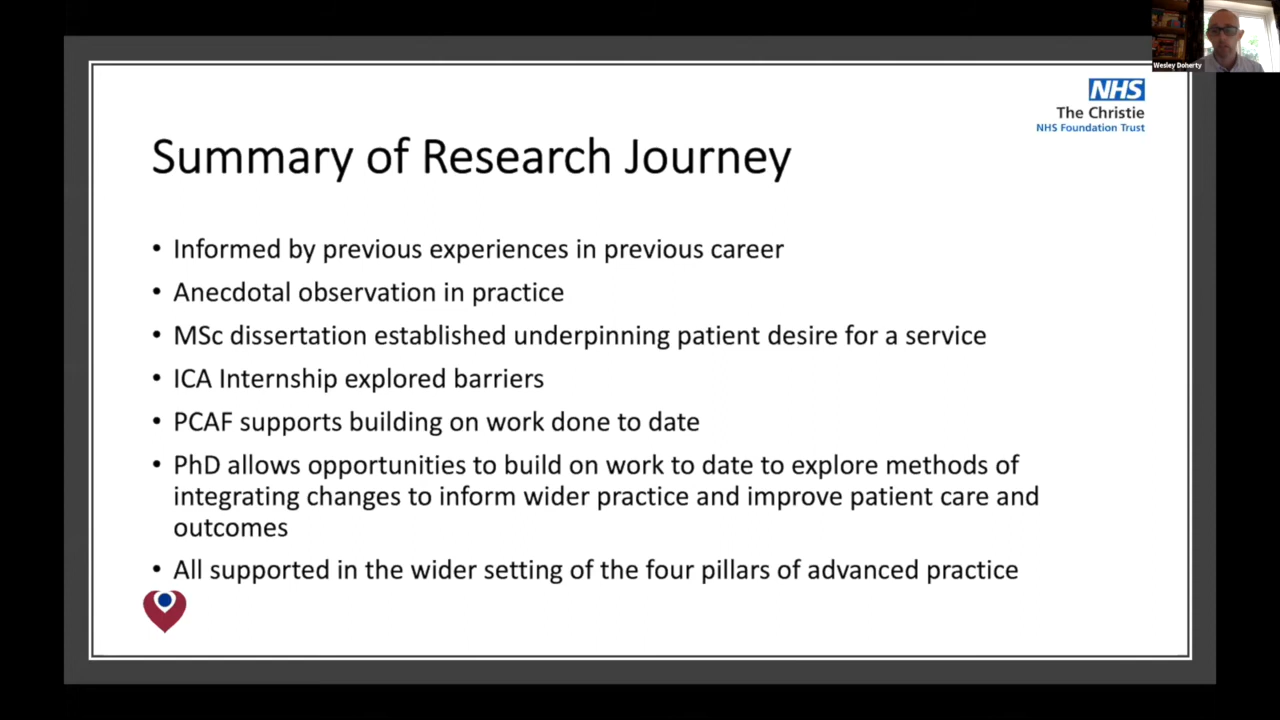 Wesley Doherty
NHS
The Christie
NHS Foundation Trust
Summary of Research Journey
• Informed by previous experiences in previous career
• Anecdotal observation in practice
• MSc dissertation established underpinning patient desire for a service
• ICA Internship explored barriers
• PCAF supports building on work done to date
• PhD allows opportunities to build on work to date to explore methods of
integrating changes to inform wider practice and improve patient care and
outcomes
• All supported in the wider setting of the four pillars of advanced practice